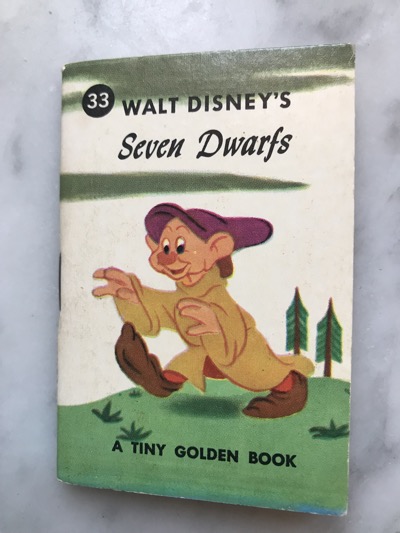 33 WALT DISNEY'S
Seven Dwarfs
A TINY GOLDEN BOOK